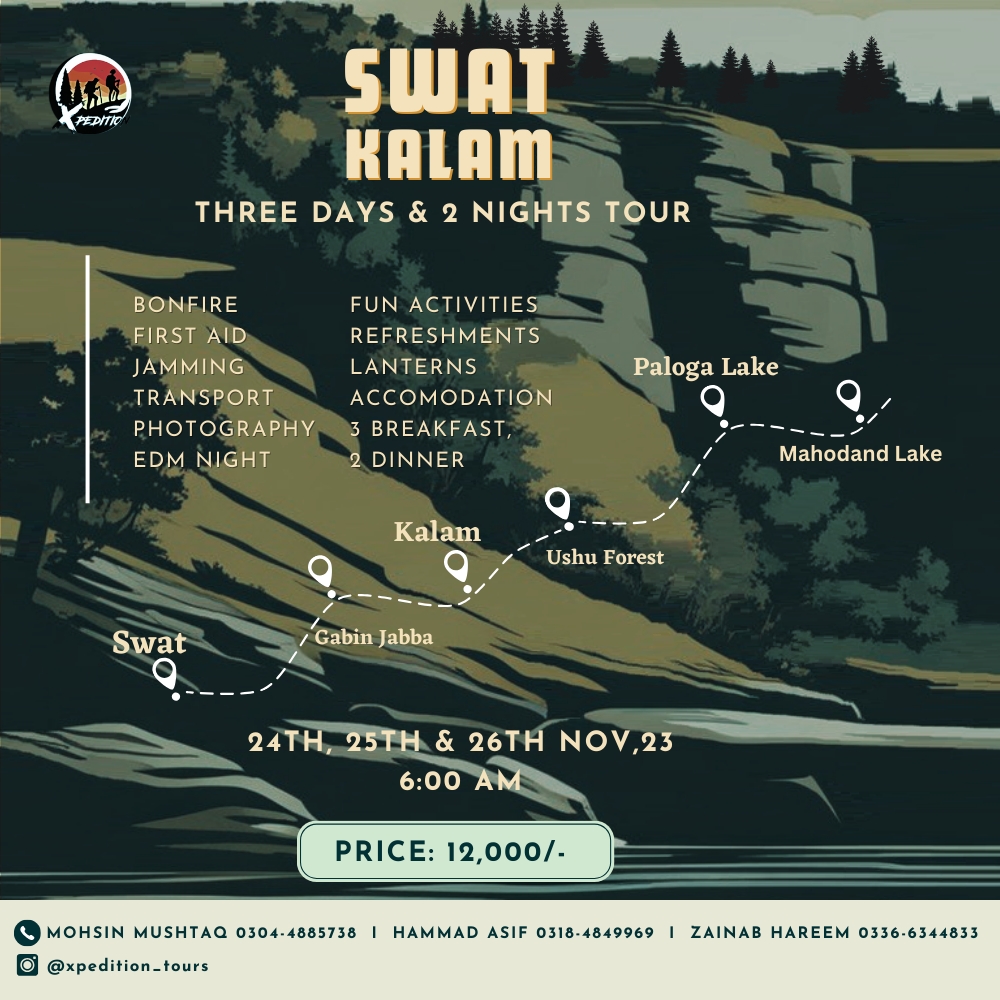 XPEDITIO
SWAT
KALAM
THREE DAYS & 2 NIGHTS TOUR
BONFIRE
FIRST AID
JAMMING
TRANSPORT
PHOTOGRAPHY
EDM NIGHT
FUN ACTIVITIES
REFRESHMENTS
LANTERNS
ACCOMODATION
3 BREAKFAST,
2 DINNER
Paloga Lake
Mahodand Lake
Kalam
Ushu Forest
Gabin Jabba
Swat
24TH, 25TH & 26TH NOV,23
6:00 AM
PRICE: 12,000/-
MOHSIN MUSHTAQ 0304-4885738 I HAMMAD ASIF 0318-4849969 I ZAINAB HAREEM 0336-6344833
@xpedition_tours